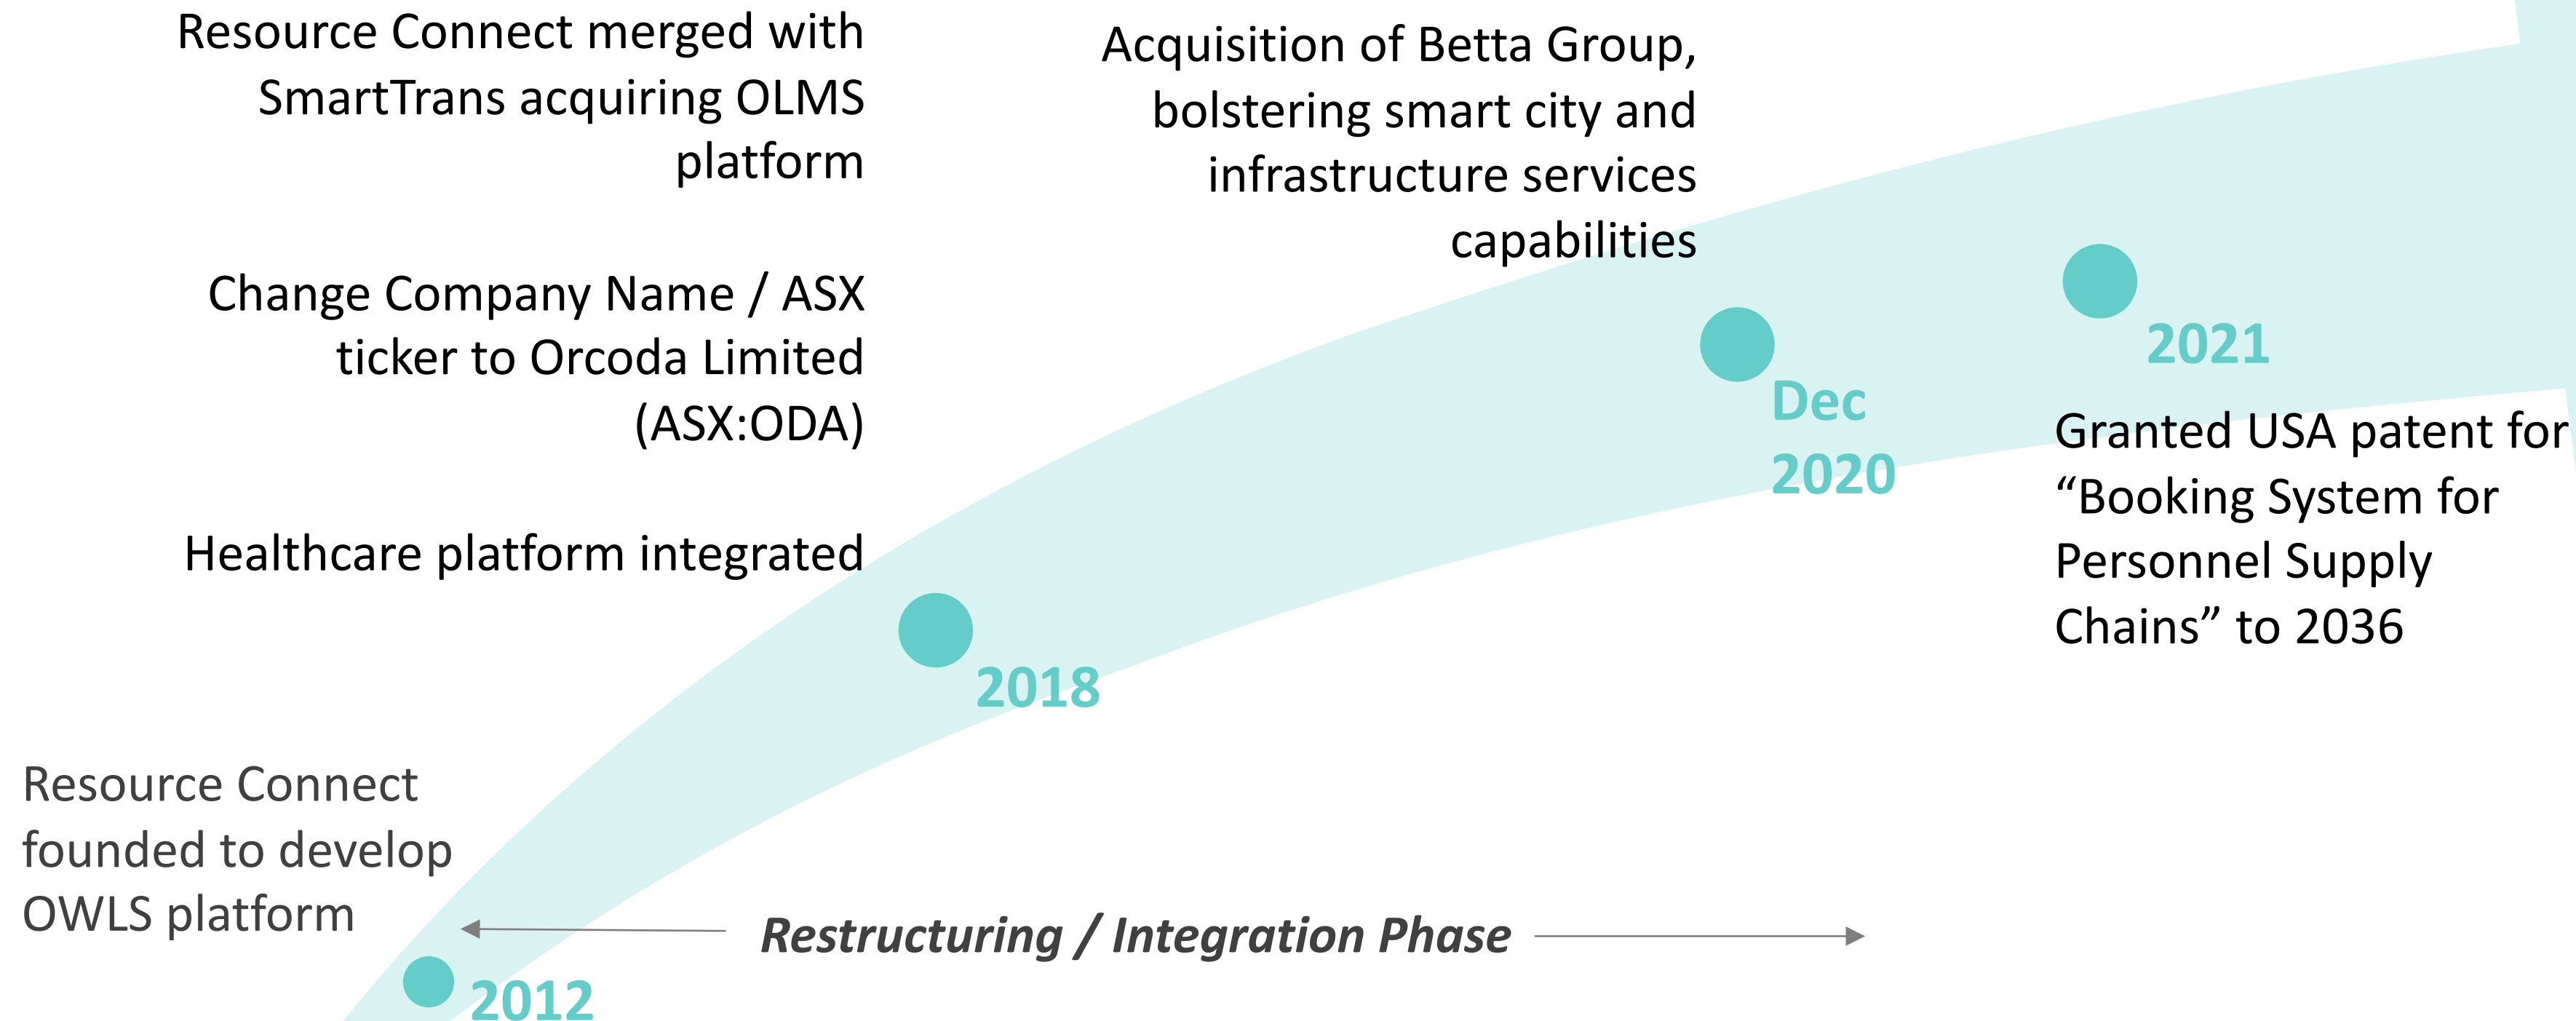 Resource Connect merged with
SmartTrans acquiring OLMS
platform
Change Company Name / ASX
ticker to Orcoda Limited
(ASX:ODA)
Healthcare platform integrated
2018
Acquisition of Betta Group,
bolstering smart city and
infrastructure services
capabilities
Dec
2020
2021
Granted USA patent for
“Booking System for
Personnel Supply
Chains” to 2036
Resource Connect
founded to develop
OWLS platform
2012
Restructuring / Integration Phase